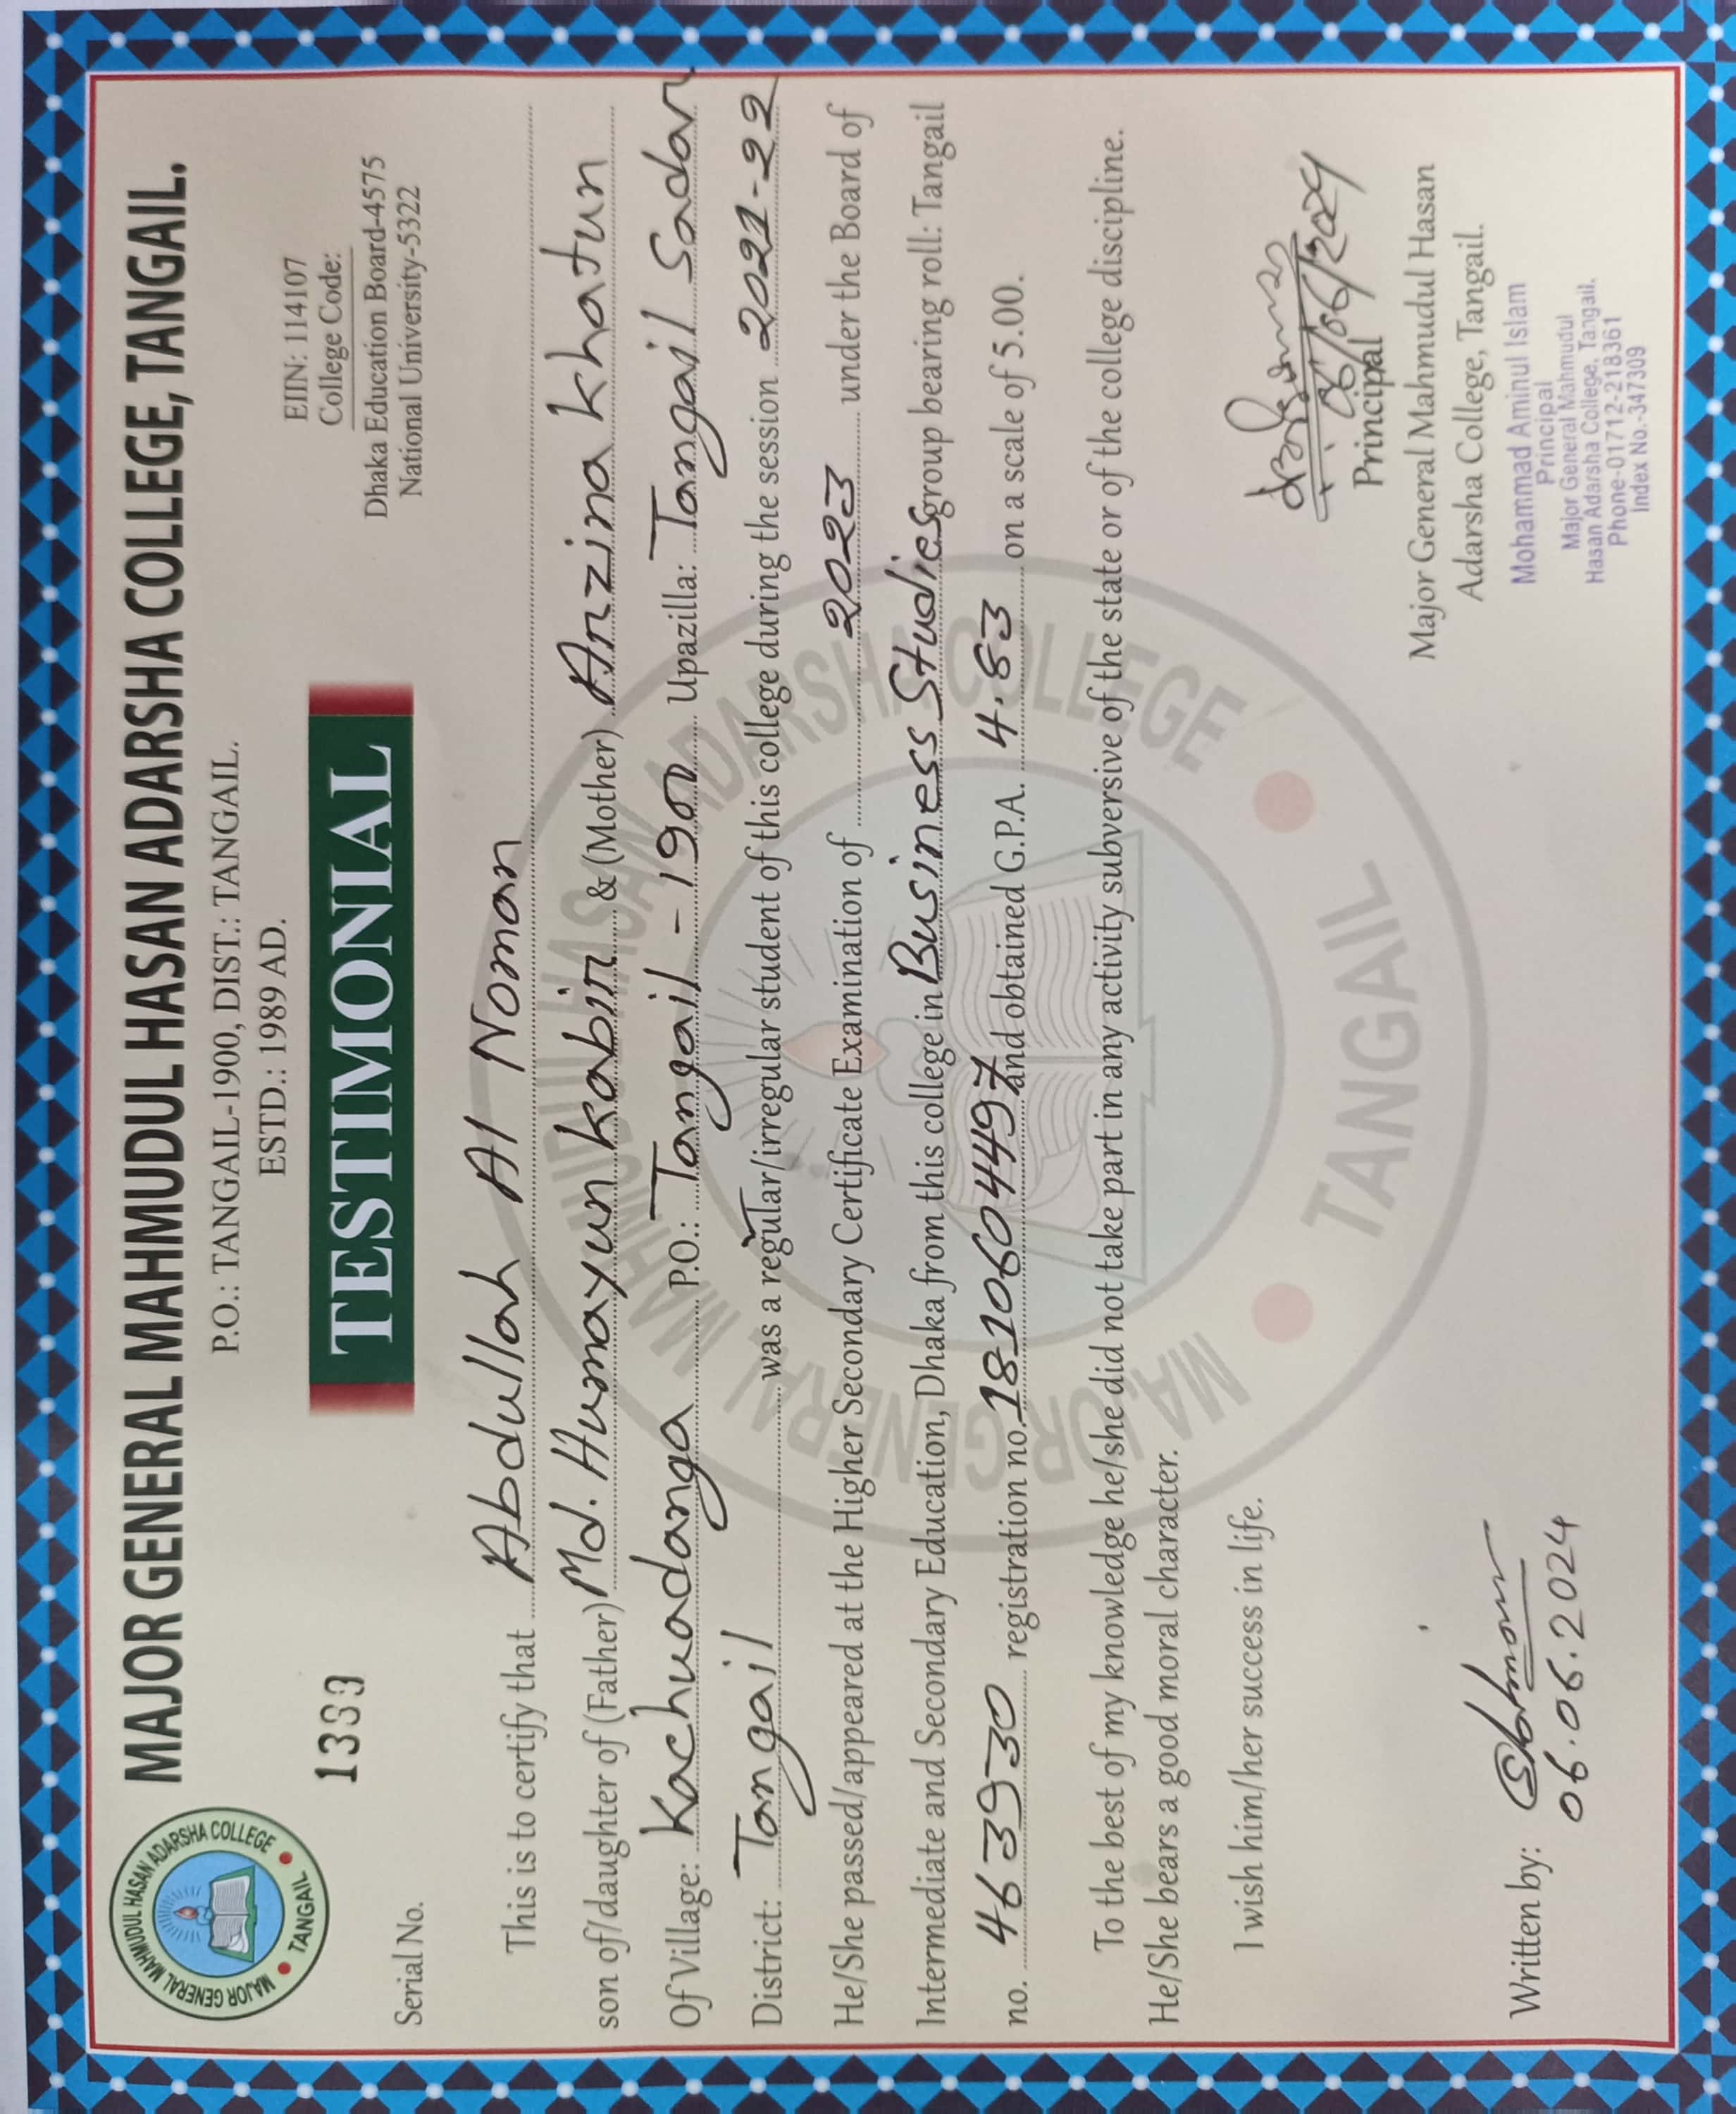 MAJOR GENERAL MAHMUDUL HASAN ADARSHA COLLEGE, TANGAIL.
P.O.: TANGAIL-1900, DIST.: TANGAIL.
ESTD.: 1989 AD.
MAJOR GENERAL MAHMUDUL HASAN ADARSHA COLLEGE
TANGAIL
EIIN: 114107
College Code:
Dhaka Education Board-4575
National University-5322
1339
Serial No.
TESTIMONIAL
This is to certify that Abdullah Al Noman
son of/daughter of (Father) Md. Humayun kabir & (Mother) Anzina khatun
Of Village: Kachuadanga P.O.: Tangail - 1900 Upazilla: Tangail Sadar
District: Tangail was a regular/irregular student of this college during the session 2021-22
He/She passed/appeared at the Higher Secondary Certificate Examination of 2023 under the Board of
Intermediate and Secondary Education, Dhaka from this college in Business Studies group bearing roll: Tangail
no. 463930 registration no. 1810604497 and obtained G.P.A. 4.83 on a scale of 5.00.
To the best of my knowledge he/she did not take part in any activity subversive of the state or of the college discipline.
He/She bears a good moral character.
I wish him/her success in life.
MAJOR GENERAL MAHMUDUL HASAN ADARSHA COLLEGE
TANGAIL
Written by:
06.06.2024
06/06/2024
Principal
Major General Mahmudul Hasan
Adarsha College, Tangail.
Mohammad Aminul Islam
Principal
Major General Mahmudul
Hasan Adarsha College, Tangail.
Phone-01712-218361
Index No.-347309